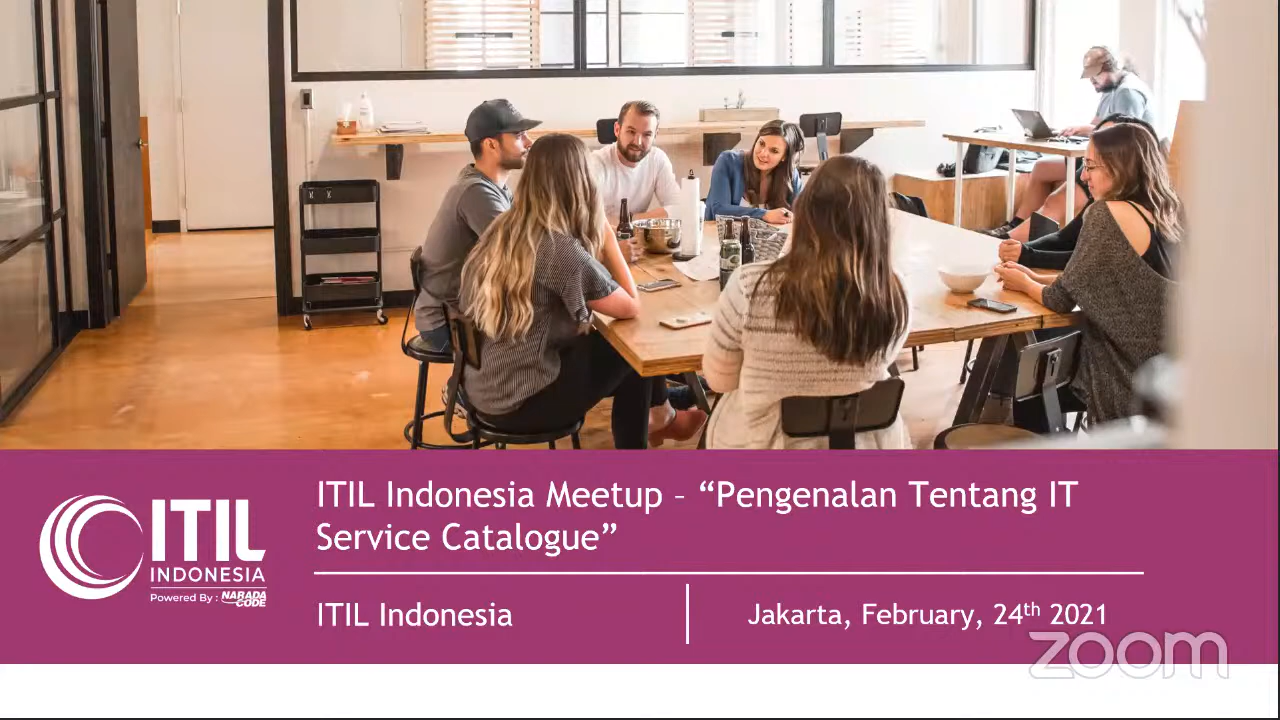 ITIL Indonesia Meetup – “Pengenalan Tentang IT
Service Catalogue”
ITIL
INDONESIA
Powered By : NARADA
CODE
ITIL Indonesia
Jakarta, February, 24th 2021
zoom